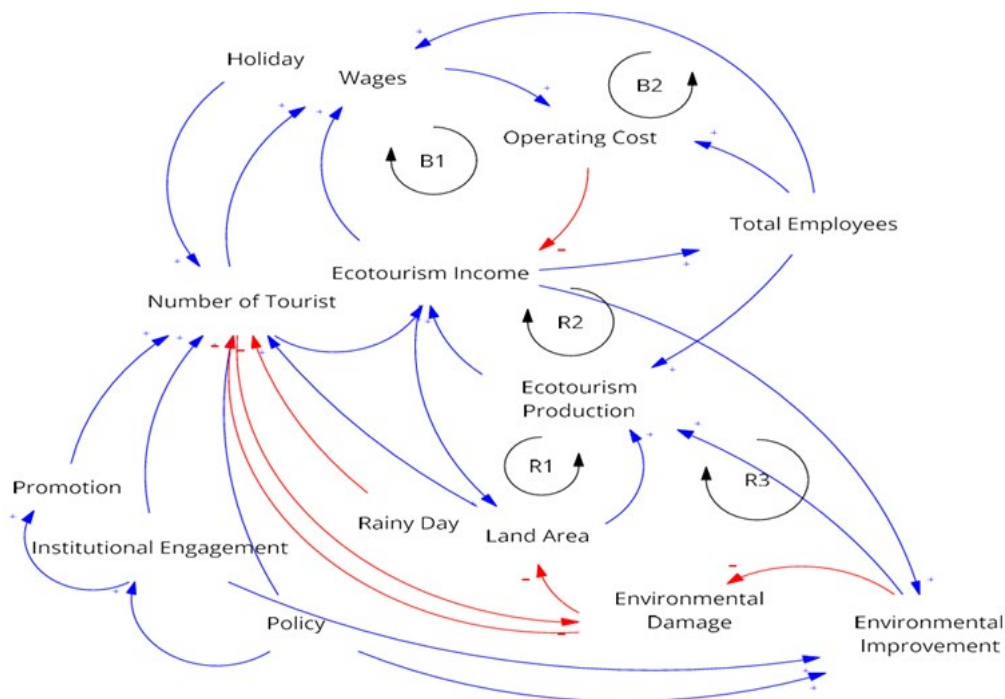 Holiday
Wages
B2
Operating Cost
B1
Total Employees
Ecotourism Income
Number of Tourist
R2
Ecotourism
Production
R1
R3
Promotion
Rainy Day
Land Area
Institutional Engagement
Environmental
Damage
Policy
Environmental
Improvement